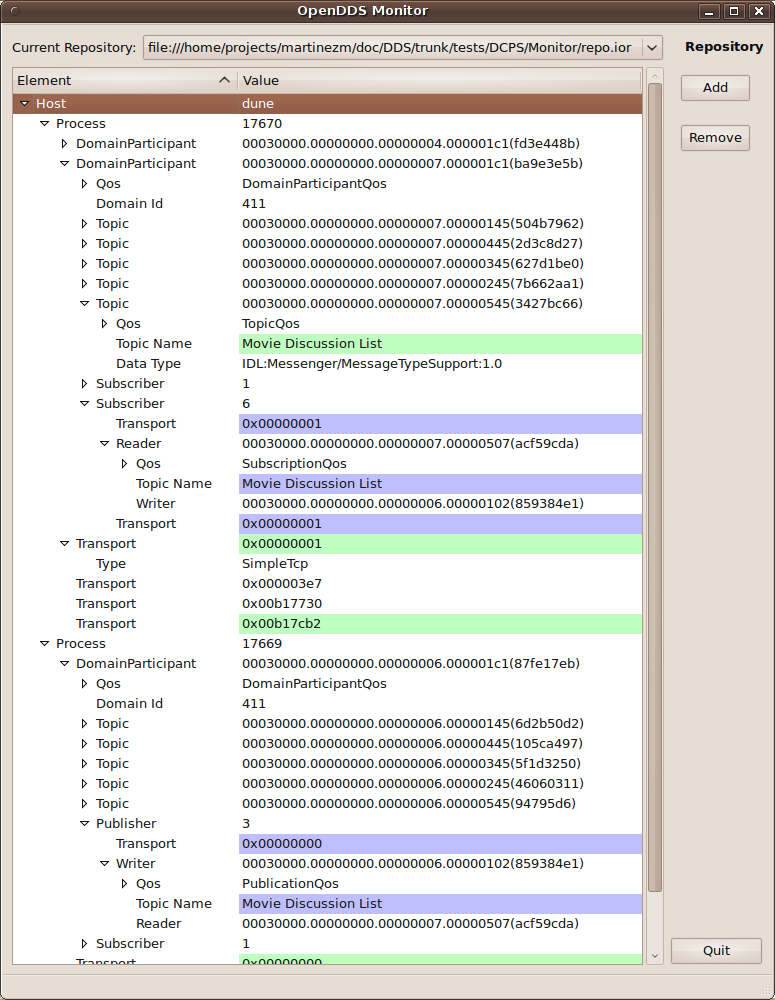 OpenDDS Monitor
Current Repository: file:///home/projects/martinezm/doc/DDS/trunk/tests/DCPS/Monitor/repo.ior Repository
Element Value
Add
Host dune
Process 17670
Remove
DomainParticipant 00030000.00000000.00000004.000001c1(fd3e448b)
DomainParticipant 00030000.00000000.00000007.000001c1(ba9e3e5b)
Qos DomainParticipantQos
Domain Id 411
Topic 00030000.00000000.00000007.00000145(504b7962)
Topic 00030000.00000000.00000007.00000445(2d3c8d27)
Topic 00030000.00000000.00000007.00000345(627d1be0)
Topic 00030000.00000000.00000007.00000245(7b662aa1)
Topic 00030000.00000000.00000007.00000545(3427bc66)
Qos TopicQos
Topic Name Movie Discussion List
Data Type IDL:Messenger/MessageTypeSupport:1.0
Subscriber 1
Subscriber 6
Transport 0x00000001
Reader 00030000.00000000.00000007.00000507(acf59cda)
Qos SubscriptionQos
Topic Name Movie Discussion List
Writer 00030000.00000000.00000006.00000102(859384e1)
Transport 0x00000001
Transport 0x00000001
Type SimpleTcp
Transport 0x000003e7
Transport 0x00b17730
Transport 0x00b17cb2
Process 17669
DomainParticipant 00030000.00000000.00000006.000001c1(87fe17eb)
Qos DomainParticipantQos
Domain Id 411
Topic 00030000.00000000.00000006.00000145(6d2b50d2)
Topic 00030000.00000000.00000006.00000445(105ca497)
Topic 00030000.00000000.00000006.00000345(5f1d3250)
Topic 00030000.00000000.00000006.00000245(46060311)
Topic 00030000.00000000.00000006.00000545(94795d6)
Publisher 3
Transport 0x00000000
Writer 00030000.00000000.00000006.00000102(859384e1)
Qos PublicationQos
Topic Name Movie Discussion List
Reader 00030000.00000000.00000007.00000507(acf59cda)
Subscriber 1
Quit
Transport 0x00000000